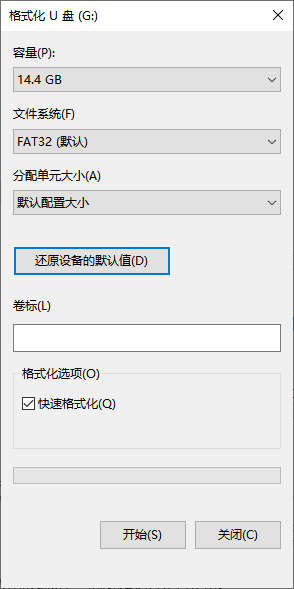 格式化 U 盘 (G:)
容量(P):
14.4 GB
文件系统(F)
FAT32 (默认)
分配单元大小(A)
默认配置大小
还原设备的默认值(D)
卷标(L)
格式化选项(O)
快速格式化(Q)
开始(S)
关闭(C)